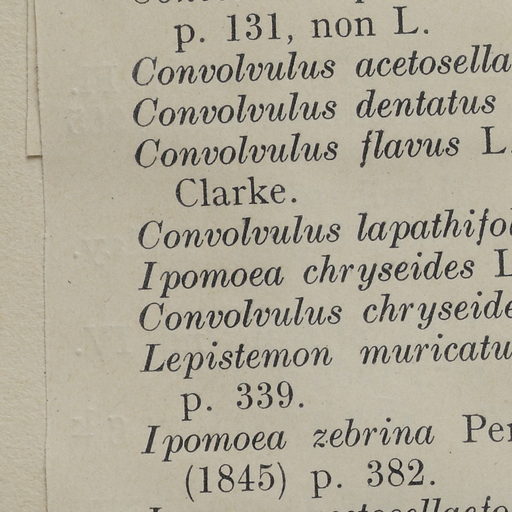 p. 131, non L.
Convolvulus acetosella
Convolvulus dentatus
Convolvulus flavus L.
Clarke.
Convolvulus lapathifol
Ipomoea chryseides L
Convolvulus chryseide
Lepistemon muricatu
p. 339.
Ipomoea zebrina Per
(1845) p. 382.